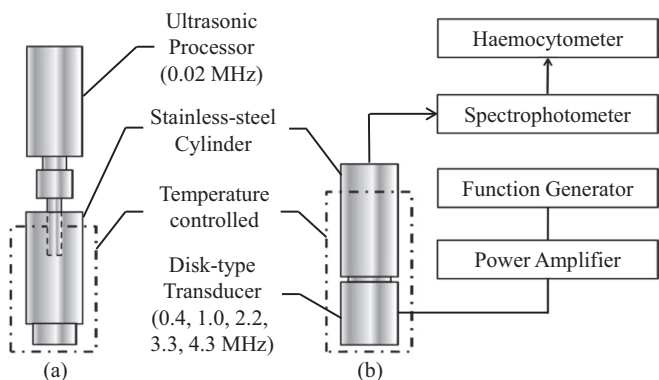 Ultrasonic
Processor
(0.02 MHz)
Stainless-steel
Cylinder
Temperature
controlled
Disk-type
Transducer
(0.4, 1.0, 2.2,
3.3, 4.3 MHz)
(a)
(b)
Haemocytometer
Spectrophotometer
Function Generator
Power Amplifier